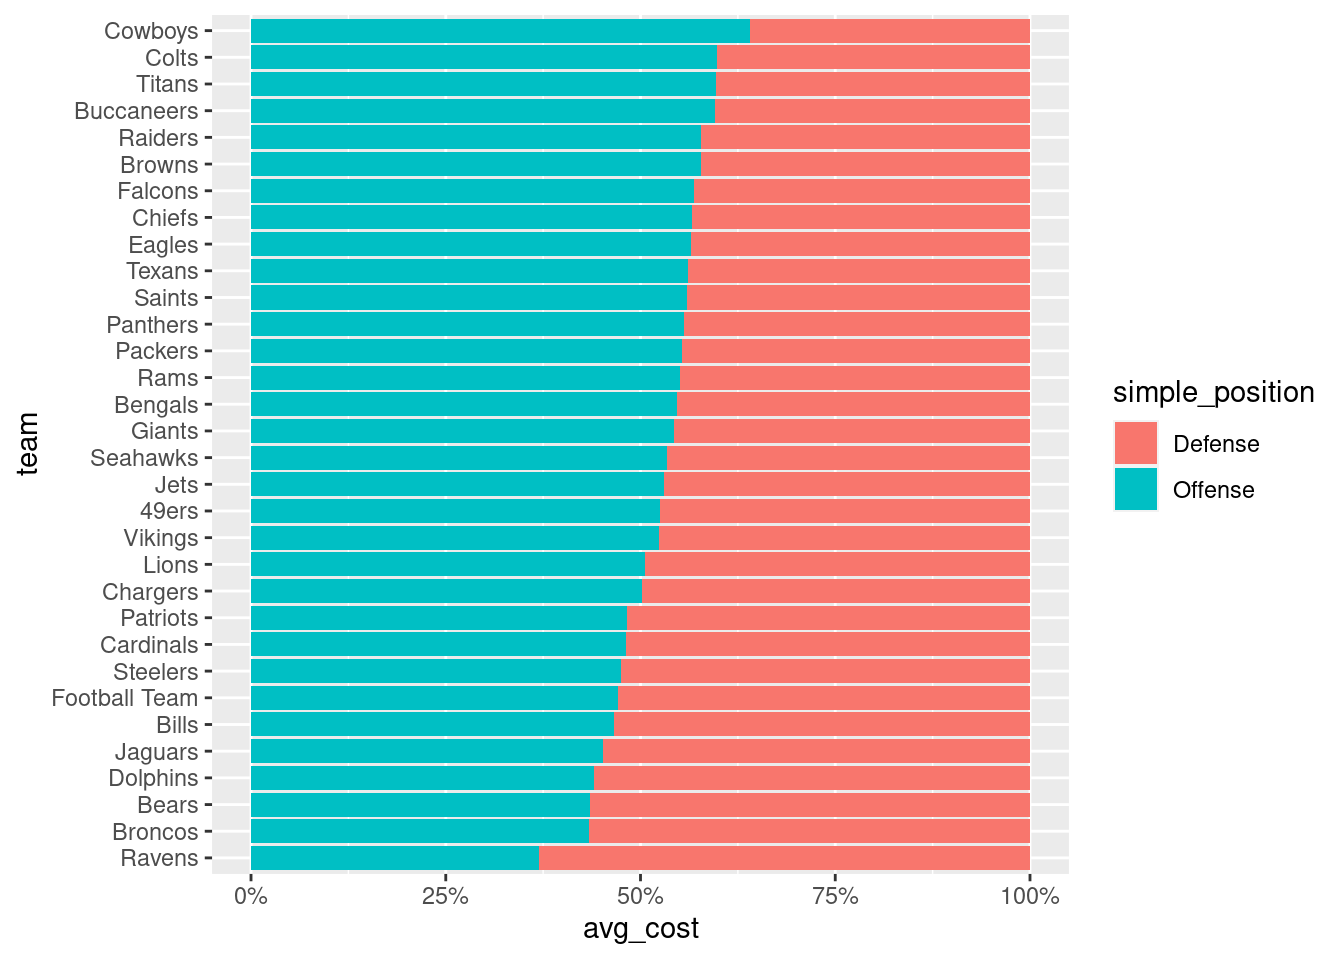 Cowboys
Colts
Titans
Buccaneers
Raiders
Browns
Falcons
Chiefs
Eagles
Texans
Saints
Panthers
Packers
Rams
Bengals
Giants
Seahawks
Jets
49ers
Vikings
Lions
Chargers
Patriots
Cardinals
Steelers
Football Team
Bills
Jaguars
Dolphins
Bears
Broncos
Ravens
team
0% 25% 50% 75% 100%
avg_cost
simple_position
Defense
Offense